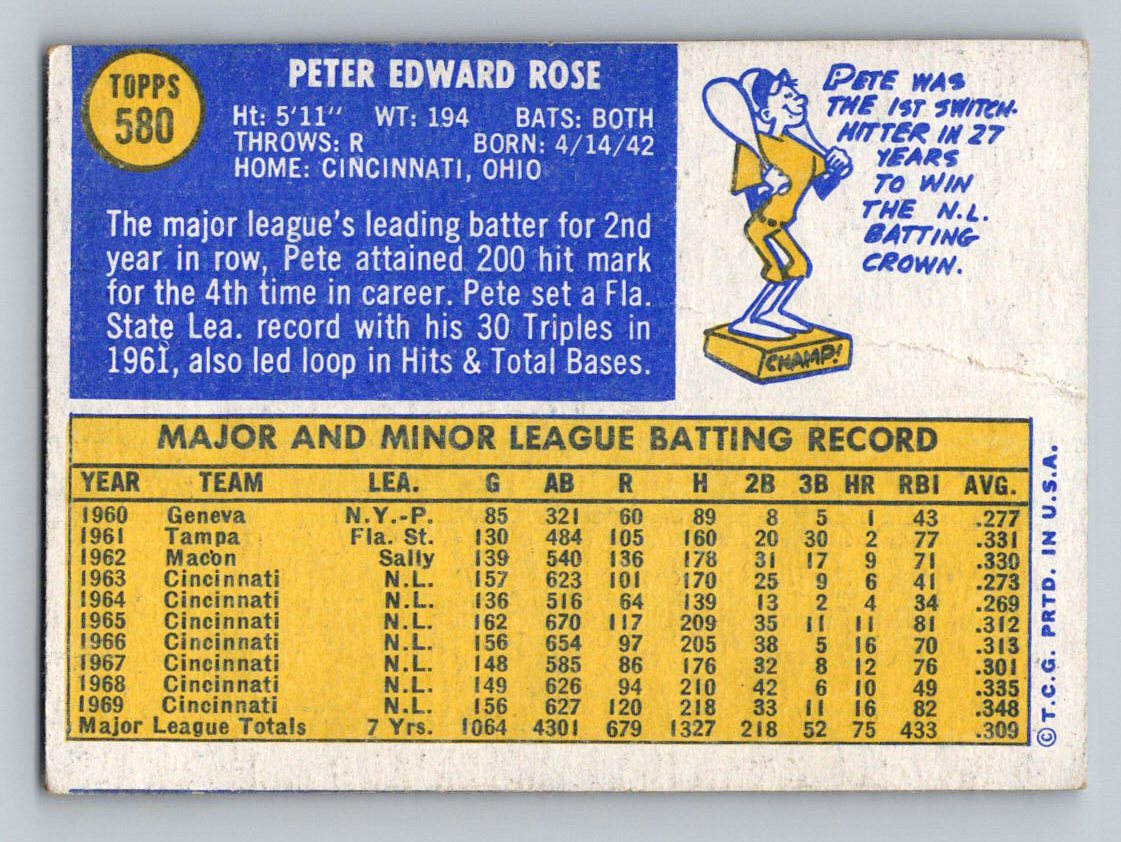 TOPPS
580
PETER EDWARD ROSE
Ht: 5'11" WT: 194 BATS: BOTH
THROWS: R BORN: 4/14/42
HOME: CINCINNATI, OHIO
The major league's leading batter for 2nd
year in row, Pete attained 200 hit mark
for the 4th time in career. Pete set a Fla.
State Lea. record with his 30 Triples in
1961, also led loop in Hits & Total Bases.
PETE WAS
THE 1ST SWITCH-
HITTER IN 27
YEARS
TO WIN
THE N.L.
BATTING
CROWN.
CHAMP!
MAJOR AND MINOR LEAGUE BATTING RECORD
YEAR TEAM LEA. G AB R H 2B 3B HR RBI AVG.
1960 Geneva N.Y.-P. 85 321 60 89 8 5 1 43 .277
1961 Tampa Fla. St. 130 484 105 160 20 30 2 77 .331
1962 Macon Sally 139 540 136 178 31 17 9 71 .330
1963 Cincinnati N.L. 157 623 101 170 25 9 6 41 .273
1964 Cincinnati N.L. 136 516 64 139 13 2 4 34 .269
1965 Cincinnati N.L. 162 670 117 209 35 11 11 81 .312
1966 Cincinnati N.L. 156 654 97 205 38 5 16 70 .313
1967 Cincinnati N.L. 148 585 86 176 32 8 12 76 .301
1968 Cincinnati N.L. 149 626 94 210 42 6 10 49 .335
1969 Cincinnati N.L. 156 627 120 218 33 11 16 82 .348
Major League Totals 7 Yrs. 1064 4301 679 1327 218 52 75 433 .309
©T.C.G. PRTD. IN U.S.A.